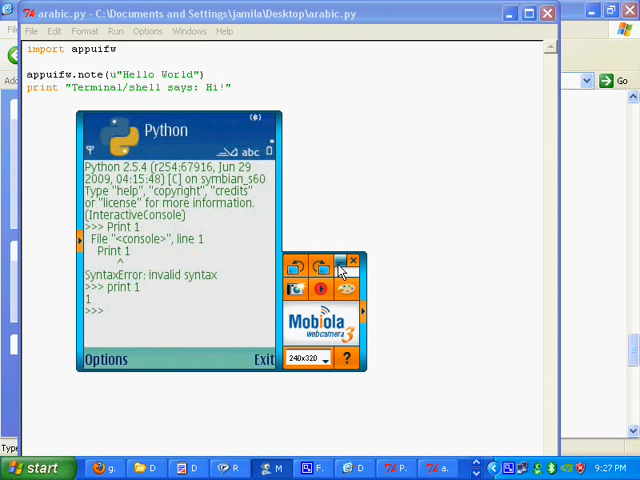 arabic.py - C:\Documents and Settings\jamila\Desktop\arabic.py
File Edit Format Run Options Windows Help
import appuifw
appuifw.note(u"Hello World")
print "Terminal/shell says: Hi!"
Go
Python
abc
Python 2.5.4 (r254:67916, Jun 29
2009, 04:15:48) [C] on symbian_s60
Type "help", "copyright", "credits"
or "license" for more information.
(InteractiveConsole)
>>> Print 1
File "<console>", line 1
Print 1
^
SyntaxError: invalid syntax
>>> print 1
1
>>>
Options
Exit
Mobiola
webcamera 3
240x320
?
start
g.
D
D
R
M
F.
D
P.
a.
9:27 PM